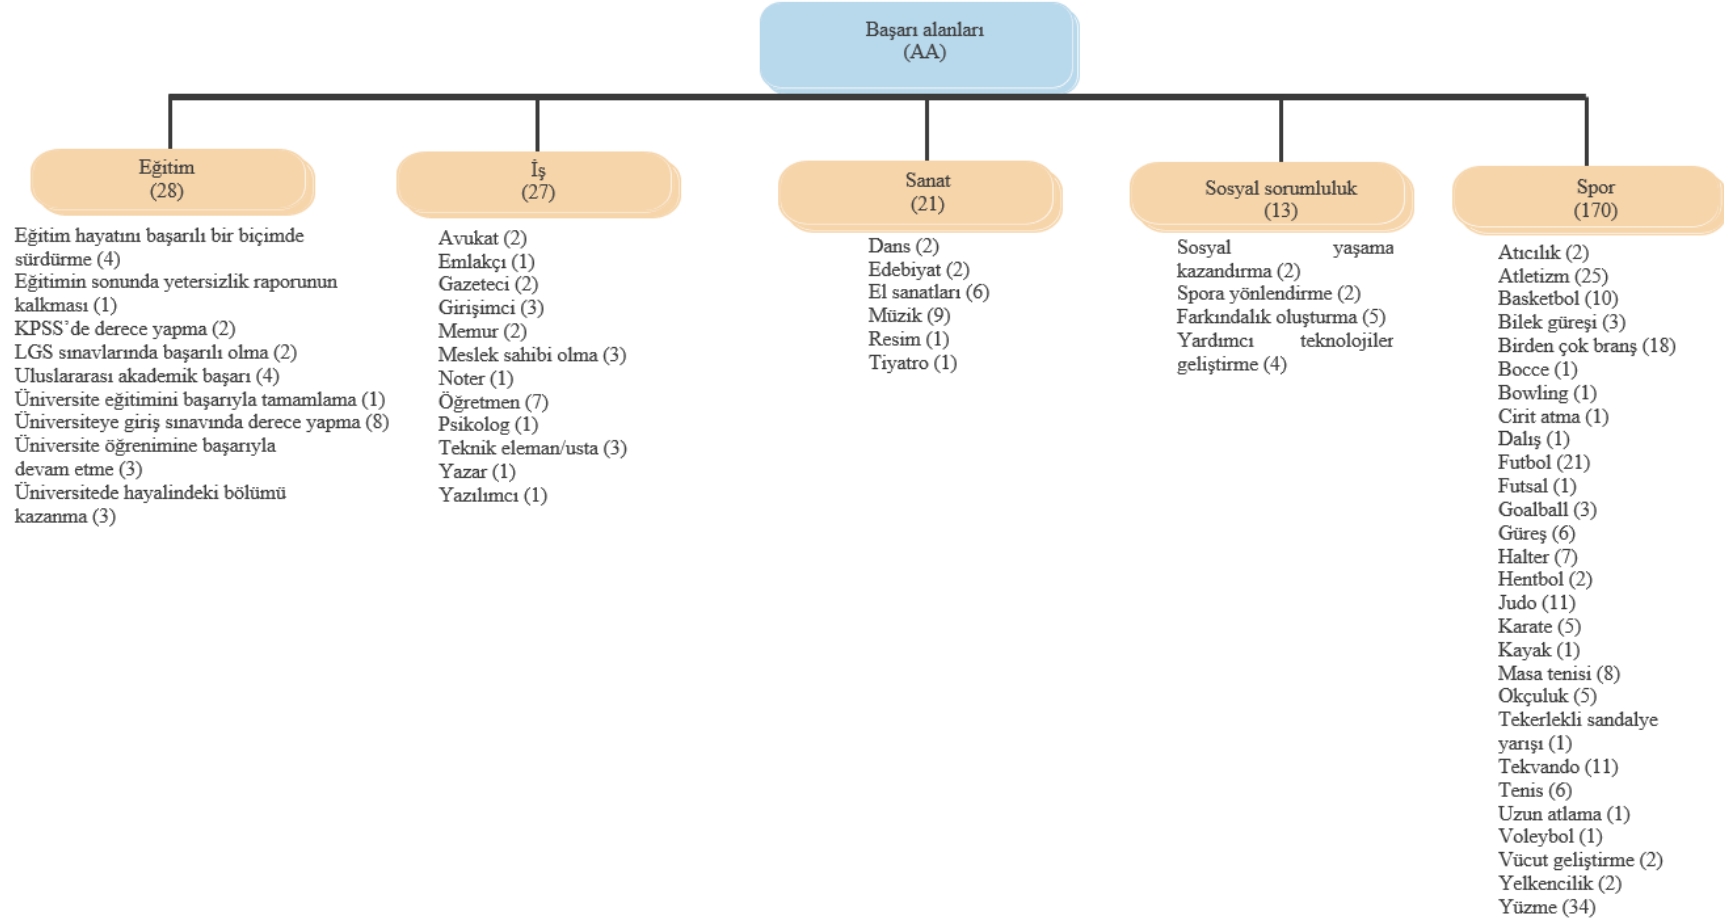 Başarı alanları
(AA)
Eğitim
(28)
Eğitim hayatını başarılı bir biçimde
sürdürme (4)
Eğitimin sonunda yetersizlik raporunun
kalkması (1)
KPSS’de derece yapma (2)
LGS sınavlarında başarılı olma (2)
Uluslararası akademik başarı (4)
Üniversite eğitimini başarıyla tamamlama (1)
Üniversiteye giriş sınavında derece yapma (8)
Üniversite öğrenimine başarıyla
devam etme (3)
Üniversitede hayalindeki bölümü
kazanma (3)
İş
(27)
Avukat (2)
Emlakçı (1)
Gazeteci (2)
Girişimci (3)
Memur (2)
Meslek sahibi olma (3)
Noter (1)
Öğretmen (7)
Psikolog (1)
Teknik eleman/usta (3)
Yazar (1)
Yazılımcı (1)
Sanat
(21)
Dans (2)
Edebiyat (2)
El sanatları (6)
Müzik (9)
Resim (1)
Tiyatro (1)
Sosyal sorumluluk
(13)
Sosyal yaşama
kazandırma (2)
Spora yönlendirme (2)
Farkındalık oluşturma (5)
Yardımcı teknolojiler
geliştirme (4)
Spor
(170)
Atıcılık (2)
Atletizm (25)
Basketbol (10)
Bilek güreşi (3)
Birden çok branş (18)
Bocce (1)
Bowling (1)
Cirit atma (1)
Dalış (1)
Futbol (21)
Futsal (1)
Goalball (3)
Güreş (6)
Halter (7)
Hentbol (2)
Judo (11)
Karate (5)
Kayak (1)
Masa tenisi (8)
Okçuluk (5)
Tekerlekli sandalye
yarışı (1)
Tekvando (11)
Tenis (6)
Uzun atlama (1)
Voleybol (1)
Vücut geliştirme (2)
Yelkencilik (2)
Yüzme (34)